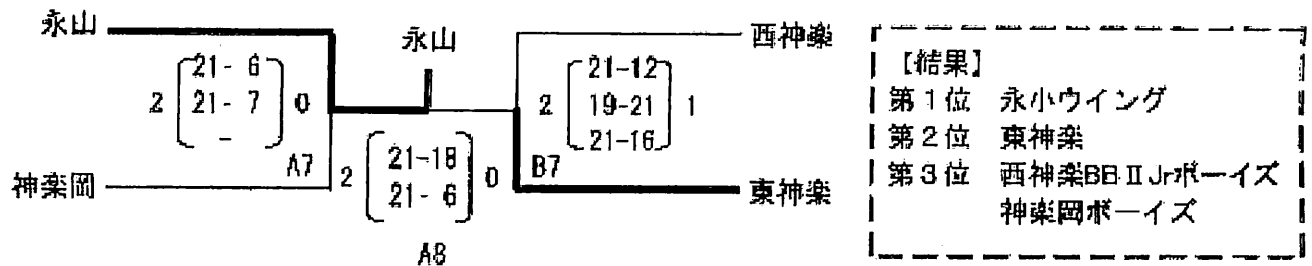 永山
永山
西神楽
2 21- 6 0
21- 7
-
2 21-12 1
19-21
21-16
A7
B7
2 21-18 0
21- 6
神楽岡
東神楽
A8
【結果】
第1位 永小ウイング
第2位 東神楽
第3位 西神楽BBⅡJrボーイズ
神楽岡ボーイズ